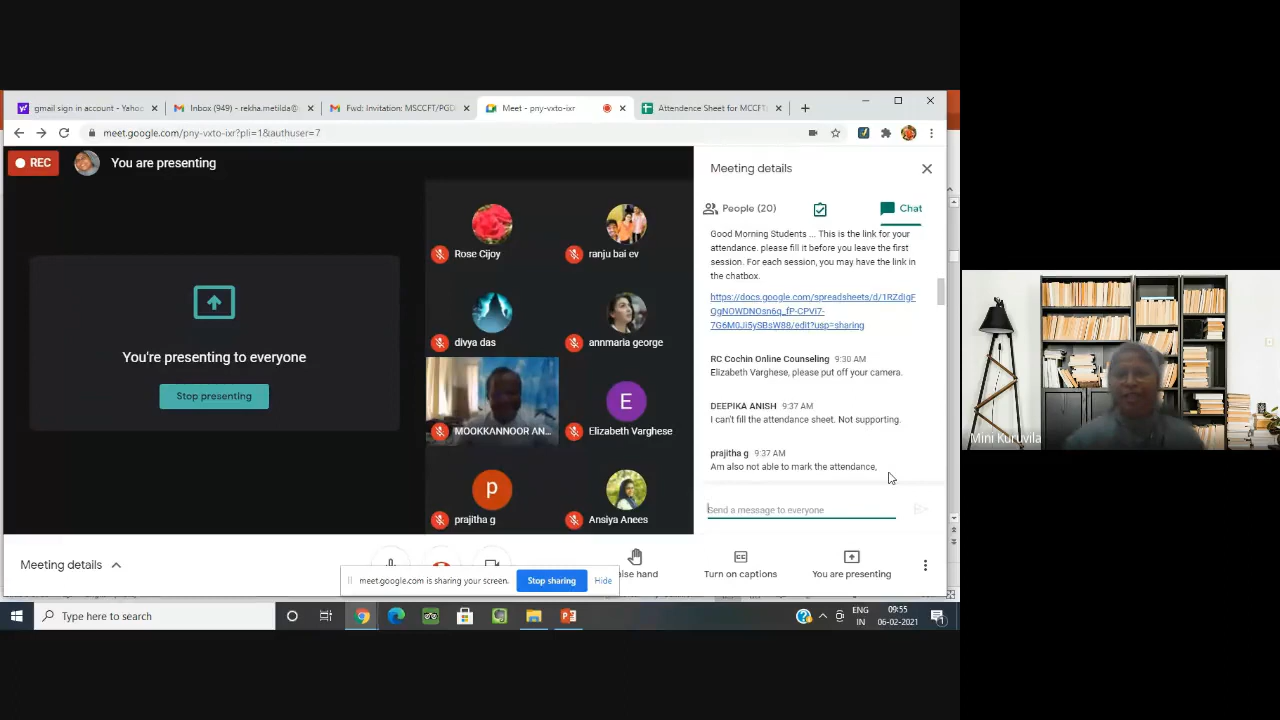 gmail sign in account - Yahoo
Inbox (949) - rekha.metilda@
Fwd: Invitation: MSCCFT/PGD
Meet - pny-vxto-ixr
Attendence Sheet for MCCFT/
meet.google.com/pny-vxto-ixr?pli=1&authuser=7
REC
You are presenting
Meeting details
People (20)
Chat
Good Morning Students ... This is the link for your
attendance. please fill it before you leave the first
session. For each session, you may have the link in
the chatbox.
https://docs.google.com/spreadsheets/d/1RZdIgF
QgNOWDNOsn6q_fP-CPVi7-
7G6M0Ji5ySBsW88/edit?usp=sharing
RC Cochin Online Counseling 9:30 AM
Elizabeth Varghese, please put off your camera.
DEEPIKA ANISH 9:37 AM
I can't fill the attendance sheet. Not supporting.
prajitha g 9:37 AM
Am also not able to mark the attendance,
Send a message to everyone
You're presenting to everyone
Stop presenting
Rose Cijoy
ranju bai ev
divya das
annmaria george
MOOKKANNOOR AN...
E
Elizabeth Varghese
p
prajitha g
Ansiya Anees
Mini Kuruvila
Meeting details
meet.google.com is sharing your screen.
Stop sharing
Hide
aise hand
Turn on captions
You are presenting
Type here to search
ENG
IN
09:55
06-02-2021
1